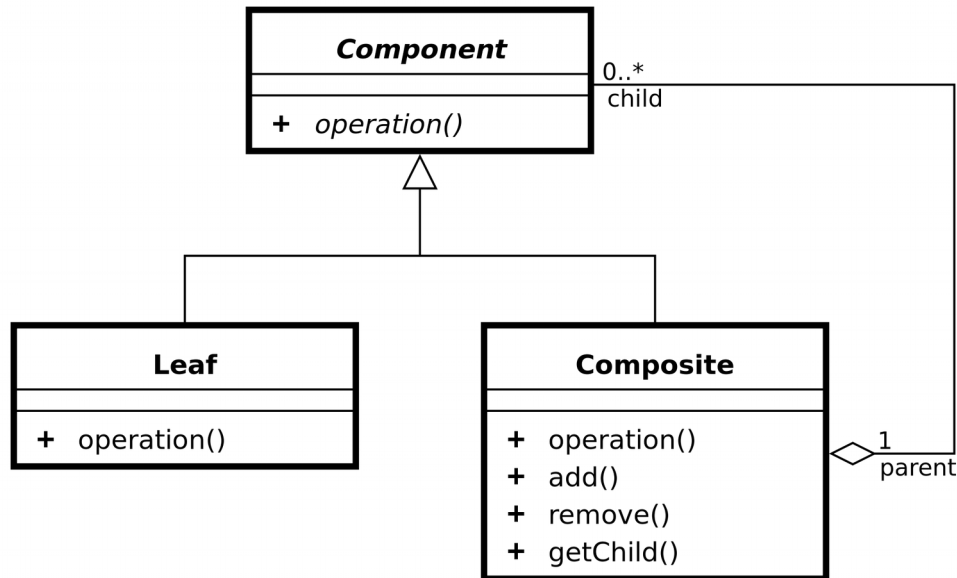 Component
0..*
child
+ operation()
Leaf
+ operation()
Composite
+ operation()
+ add()
+ remove()
+ getChild()
1
parent